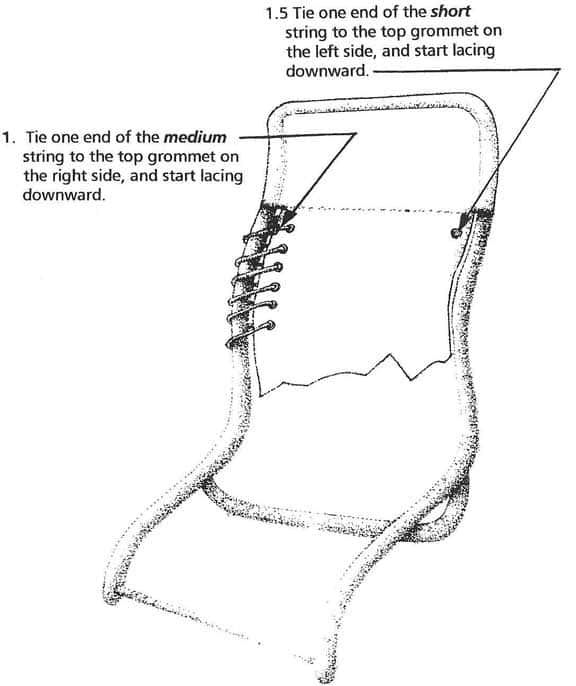 1.5 Tie one end of the short
string to the top grommet on
the left side, and start lacing
downward.
1. Tie one end of the medium
string to the top grommet on
the right side, and start lacing
downward.